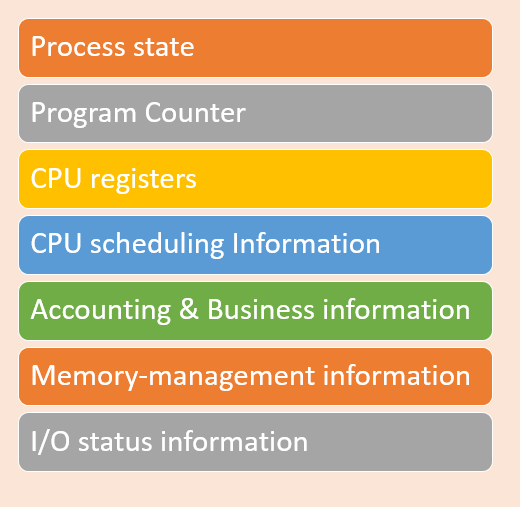 Process state
Program Counter
CPU registers
CPU scheduling Information
Accounting & Business information
Memory-management information
I/O status information